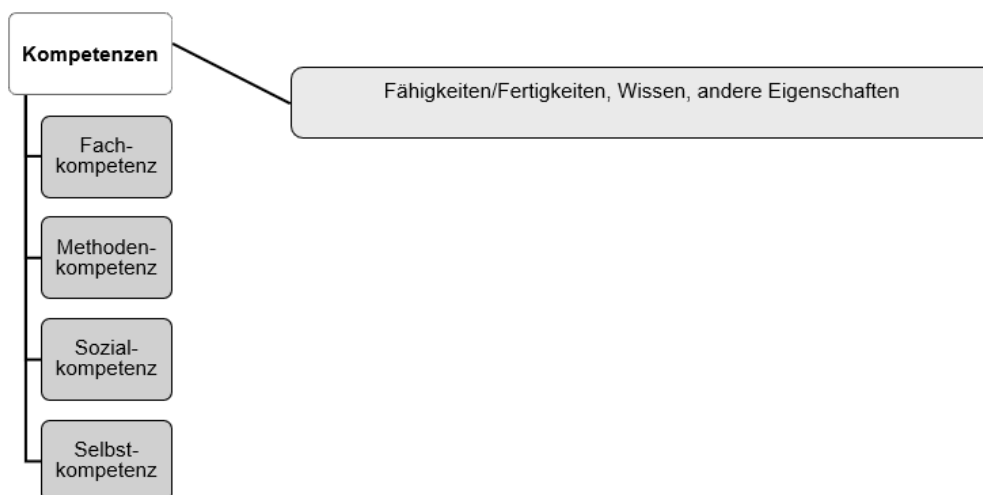 Kompetenzen
Fähigkeiten/Fertigkeiten, Wissen, andere Eigenschaften
Fach-
kompetenz
Methoden-
kompetenz
Sozial-
kompetenz
Selbst-
kompetenz